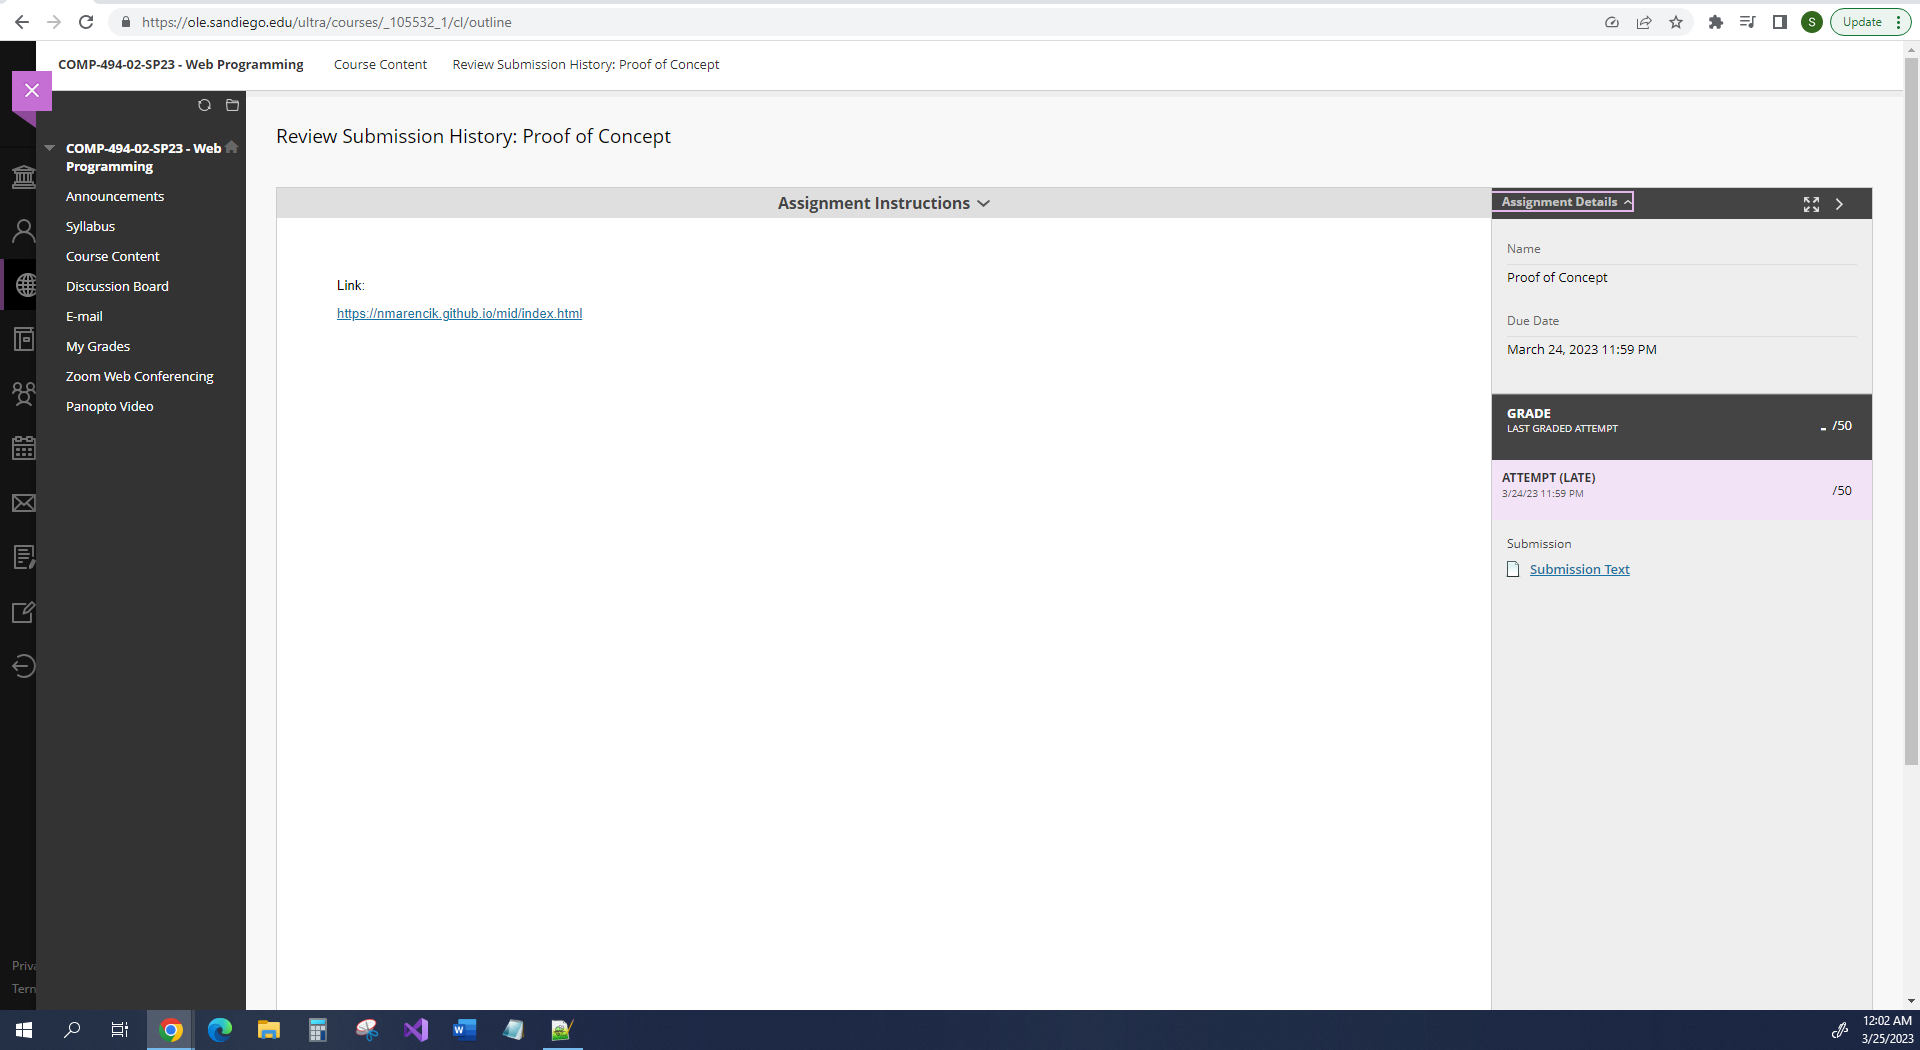 https://ole.sandiego.edu/ultra/courses/_105532_1/cl/outline
S
Update
COMP-494-02-SP23 - Web Programming
Course Content
Review Submission History: Proof of Concept
COMP-494-02-SP23 - Web
Programming
Announcements
Syllabus
Course Content
Discussion Board
E-mail
My Grades
Zoom Web Conferencing
Panopto Video
Priva
Term
Review Submission History: Proof of Concept
Assignment Instructions
Link:
https://nmarencik.github.io/mid/index.html
Assignment Details
Name
Proof of Concept
Due Date
March 24, 2023 11:59 PM
GRADE
LAST GRADED ATTEMPT
- /50
ATTEMPT (LATE)
3/24/23 11:59 PM
/50
Submission
Submission Text
12:02 AM
3/25/2023